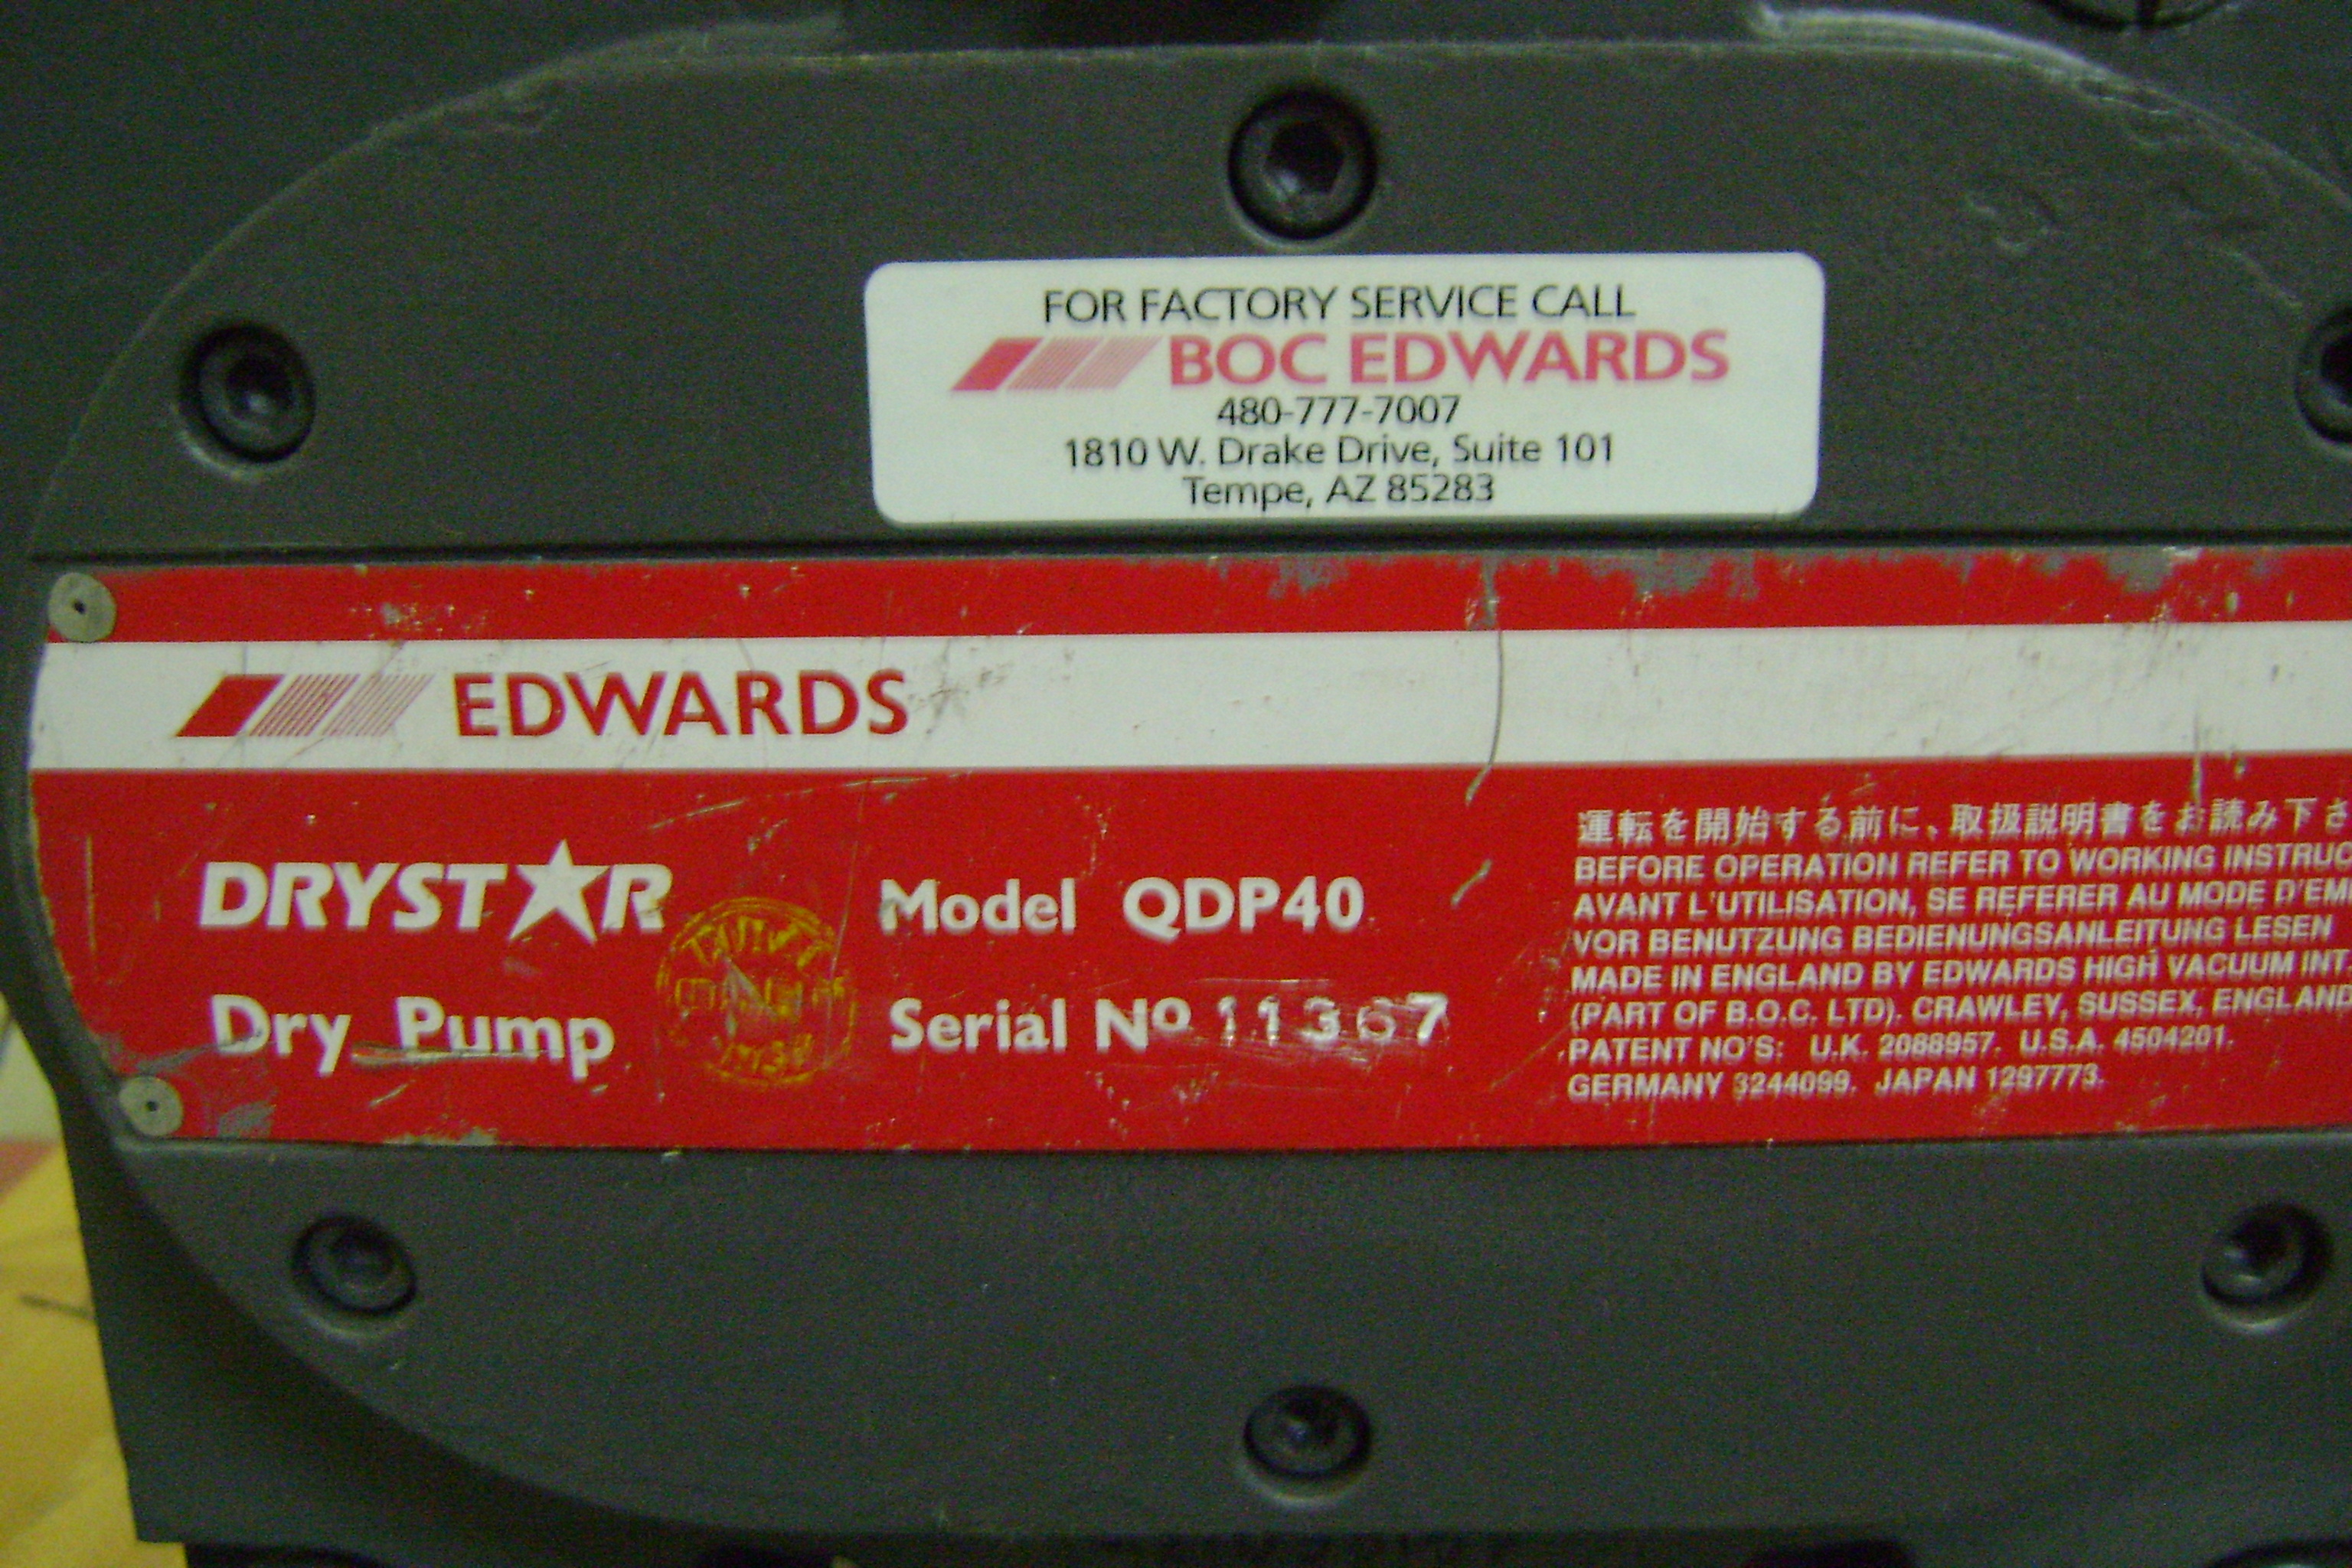 FOR FACTORY SERVICE CALL
BOC EDWARDS
480-777-7007
1810 W. Drake Drive, Suite 101
Tempe, AZ 85283
EDWARDS
DRYSTAR
Dry Pump
Model QDP40
Serial Nº 11367
運転を開始する前に、取扱説明書をお読み下さ
BEFORE OPERATION REFER TO WORKING INSTRUC
AVANT L'UTILISATION, SE REFERER AU MODE D'EM
VOR BENUTZUNG BEDIENUNGSANLEITUNG LESEN
MADE IN ENGLAND BY EDWARDS HIGH VACUUM INT.
(PART OF B.O.C. LTD). CRAWLEY, SUSSEX, ENGLAND
PATENT NO'S: U.K. 2088957. U.S.A. 4504201.
GERMANY 3244099. JAPAN 1297773.